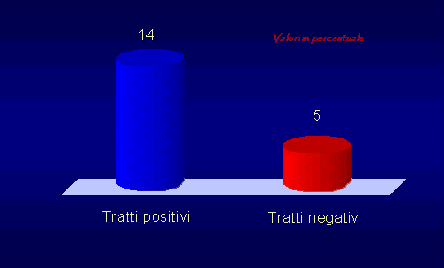 14
Valori in percentuale
5
Tratti positivi
Tratti negativ